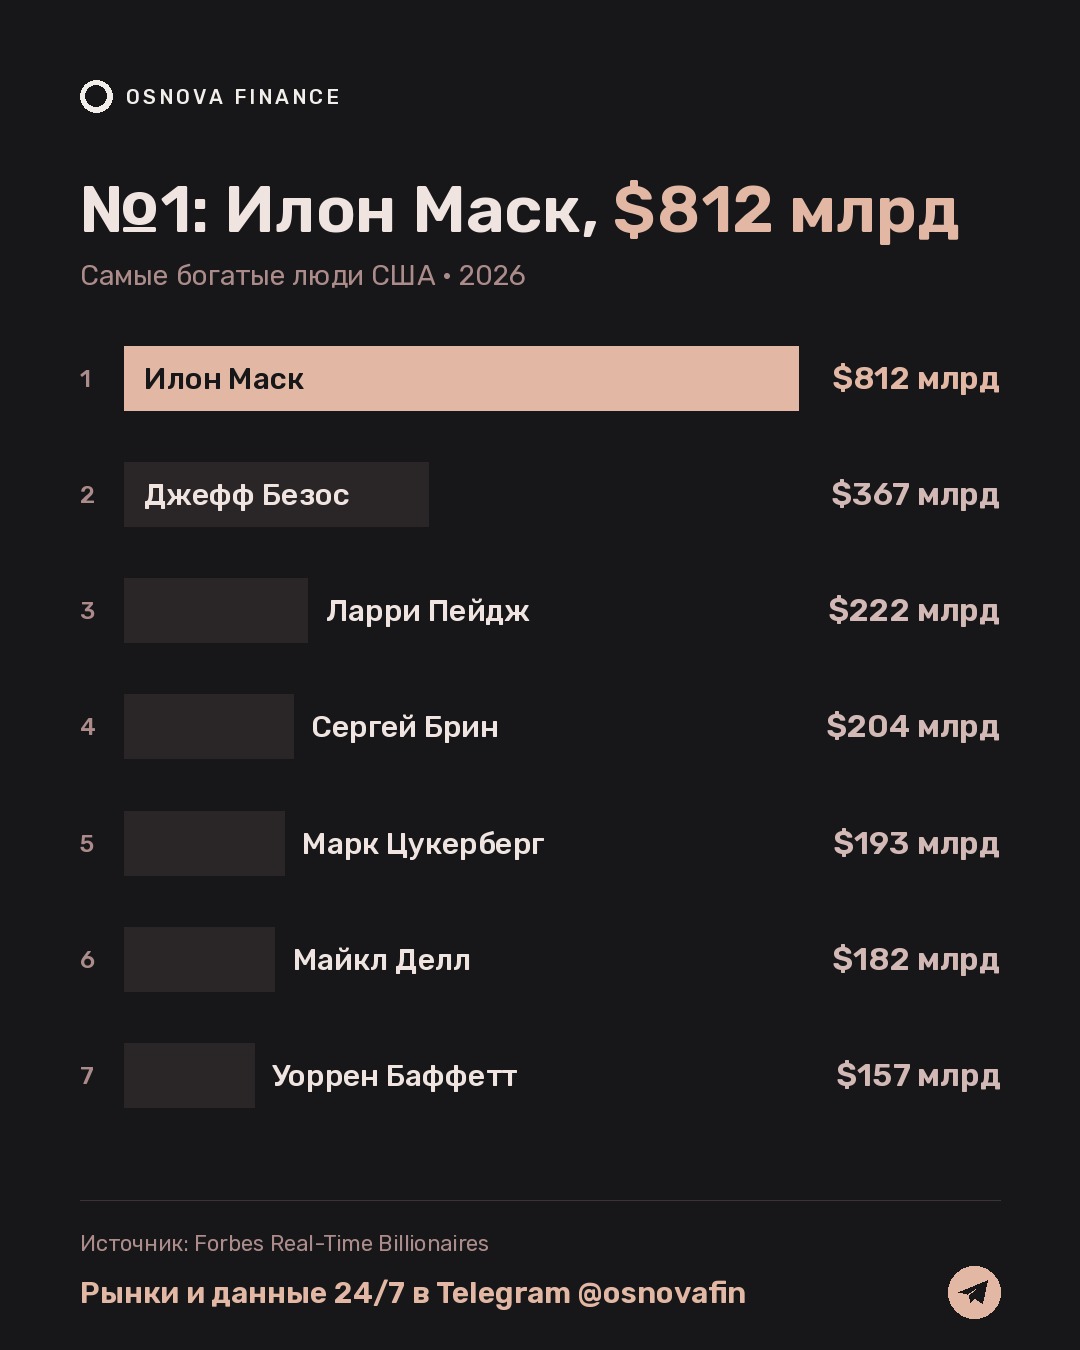 OSNOVA FINANCE
№1: Илон Маск, $812 млрд
Самые богатые люди США • 2026
1 Илон Маск $812 млрд
2 Джефф Безос $367 млрд
3 Ларри Пейдж $222 млрд
4 Сергей Брин $204 млрд
5 Марк Цукерберг $193 млрд
6 Майкл Делл $182 млрд
7 Уоррен Баффетт $157 млрд
Источник: Forbes Real-Time Billionaires
Рынки и данные 24/7 в Telegram @osnovafin